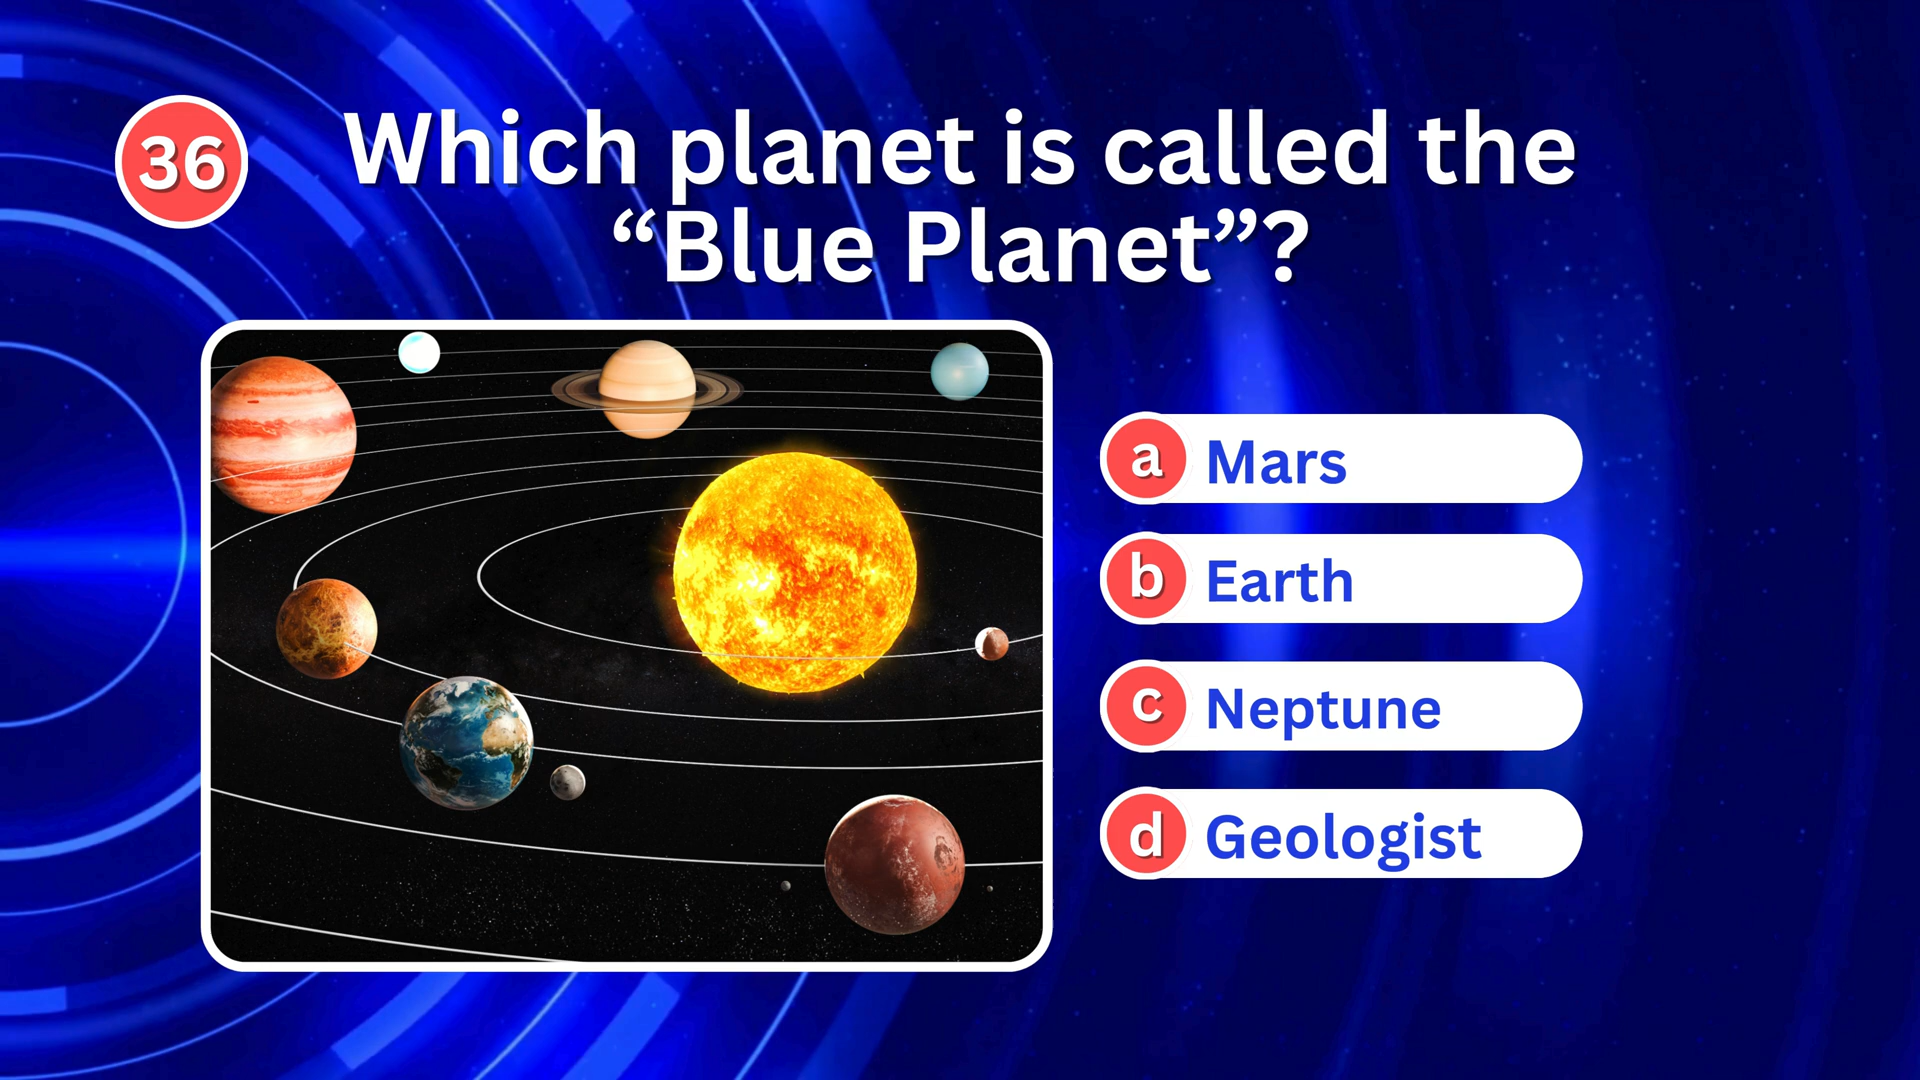 36
Which planet is called the
“Blue Planet”?
a Mars
b Earth
c Neptune
d Geologist